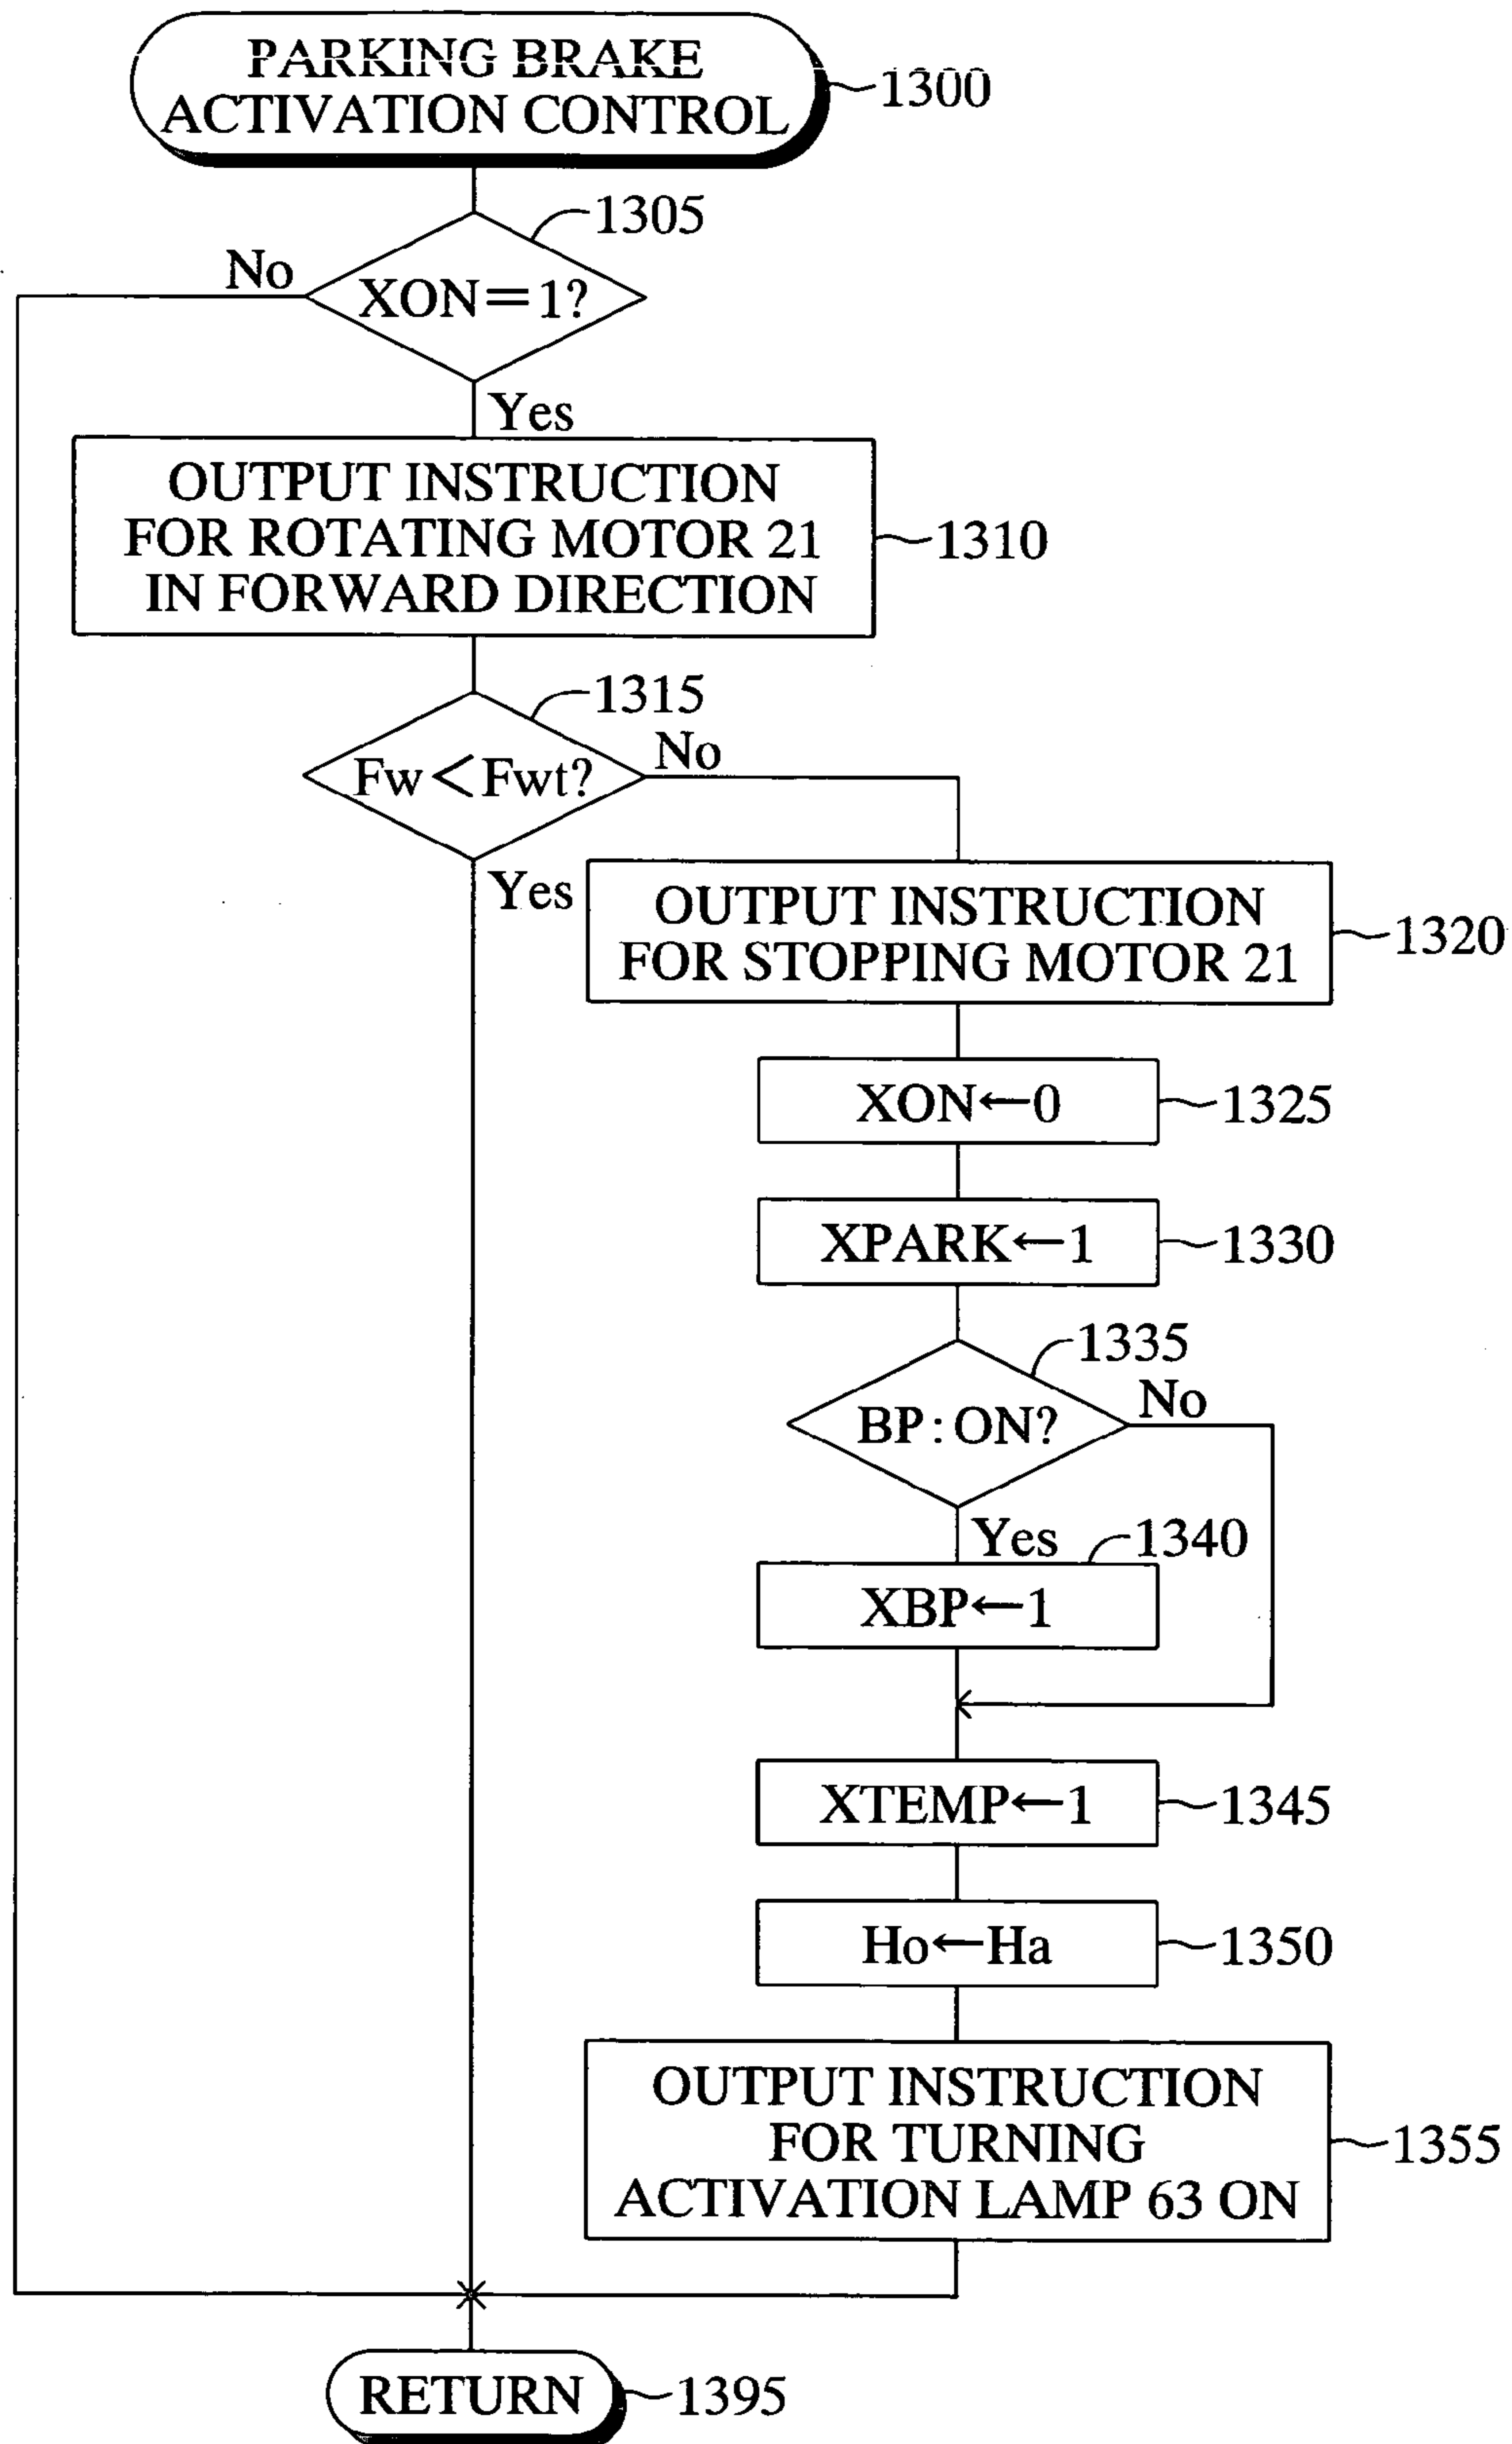 PARKING BRAKE
ACTIVATION CONTROL
1300
1305
No
XON=1?
Yes
OUTPUT INSTRUCTION
FOR ROTATING MOTOR 21
IN FORWARD DIRECTION
1310
1315
No
Fw<Fwt?
Yes
OUTPUT INSTRUCTION
FOR STOPPING MOTOR 21
1320
XON←0
1325
XPARK←1
1330
1335
No
BP:ON?
Yes
1340
XBP←1
XTEMP←1
1345
Ho←Ha
1350
OUTPUT INSTRUCTION
FOR TURNING
ACTIVATION LAMP 63 ON
1355
RETURN
1395